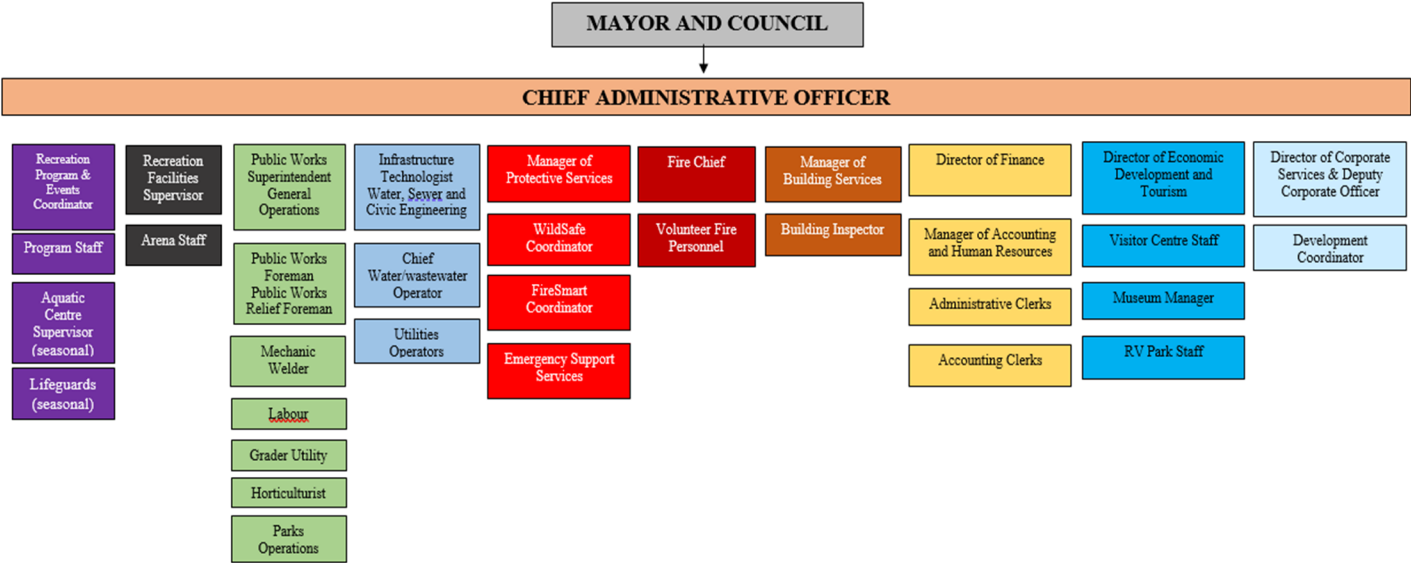 MAYOR AND COUNCIL
CHIEF ADMINISTRATIVE OFFICER
Recreation
Program &
Events
Coordinator
Program Staff
Aquatic
Centre
Supervisor
(seasonal)
Lifeguards
(seasonal)
Recreation
Facilities
Supervisor
Arena Staff
Public Works
Superintendent
General
Operations
Public Works
Foreman
Public Works
Relief Foreman
Mechanic
Welder
Labour
Grader Utility
Horticulturist
Parks
Operations
Infrastructure
Technologist
Water, Sewer and
Civic Engineering
Chief
Water/wastewater
Operator
Utilities
Operators
Manager of
Protective Services
WildSafe
Coordinator
FireSmart
Coordinator
Emergency Support
Services
Fire Chief
Volunteer Fire
Personnel
Manager of
Building Services
Building Inspector
Director of Finance
Manager of Accounting
and Human Resources
Administrative Clerks
Accounting Clerks
Director of Economic
Development and
Tourism
Visitor Centre Staff
Museum Manager
RV Park Staff
Director of Corporate
Services & Deputy
Corporate Officer
Development
Coordinator